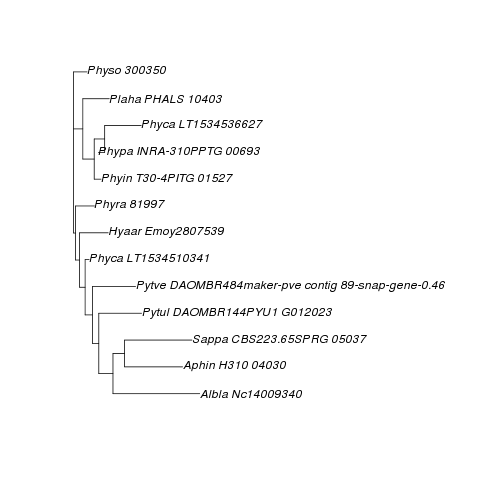 Physo 300350
Plaha PHALS 10403
Phyca LT1534536627
Phypa INRA-310PPTG 00693
Phyin T30-4PITG 01527
Phyra 81997
Hyaar Emoy2807539
Phyca LT1534510341
Pytve DAOMBR484maker-pve contig 89-snap-gene-0.46
Pytul DAOMBR144PYU1 G012023
Sappa CBS223.65SPRG 05037
Aphin H310 04030
Albla Nc14009340